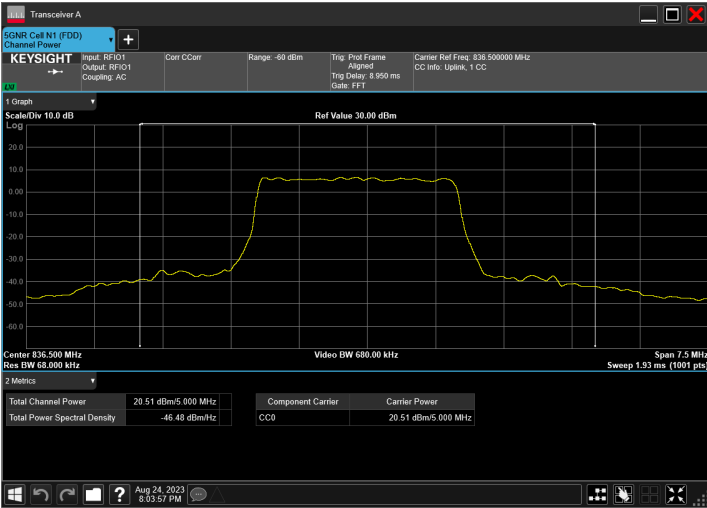 Transceiver A
5GNR Cell N1 (FDD)
Channel Power
KEYSIGHT
Input: RFIO1
Output: RFIO1
Coupling: AC
Corr CCorr
Range: -60 dBm
Trig: Prot Frame
Aligned
Trig Delay: 8.950 ms
Gate: FFT
Carrier Ref Freq: 836.500000 MHz
CC Info: Uplink, 1 CC
LXI
1 Graph
Scale/Div 10.0 dB
Ref Value 30.00 dBm
Log
20.0
10.0
0.00
-10.0
-20.0
-30.0
-40.0
-50.0
-60.0
Center 836.500 MHz
Video BW 680.00 kHz
Span 7.5 MHz
Res BW 68.000 kHz
Sweep 1.93 ms (1001 pts)
2 Metrics
Total Channel Power 20.51 dBm/5.000 MHz
Total Power Spectral Density -46.48 dBm/Hz
Component Carrier Carrier Power
CC0 20.51 dBm/5.000 MHz
?
Aug 24, 2023
8:03:57 PM